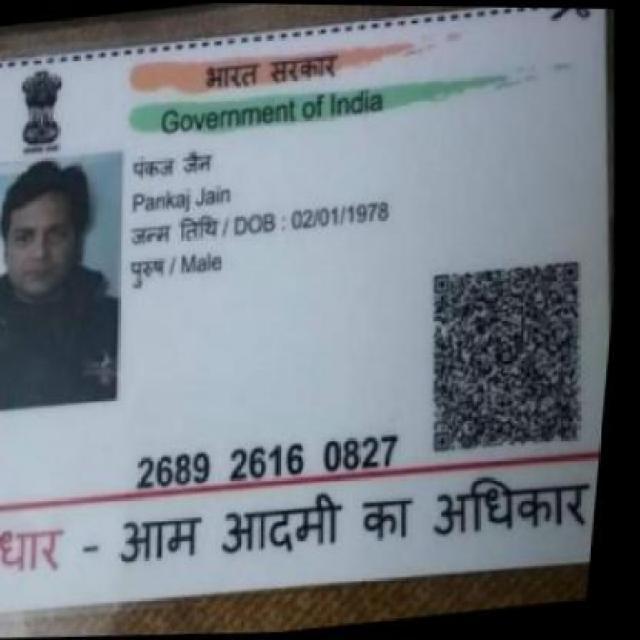 भारत सरकार
Government of India
पंकज जैन
Pankaj Jain
जन्म तिथि / DOB : 02/01/1978
पुरुष / Male
2689 2616 0827
धार - आम आदमी का अधिकार